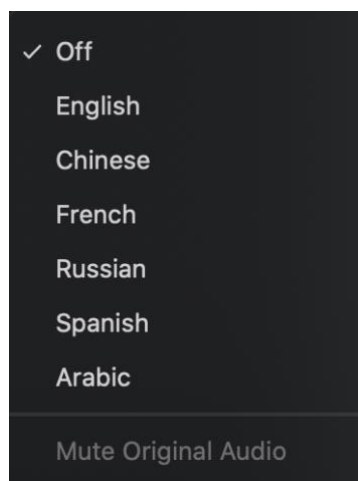 Off
English
Chinese
French
Russian
Spanish
Arabic
Mute Original Audio